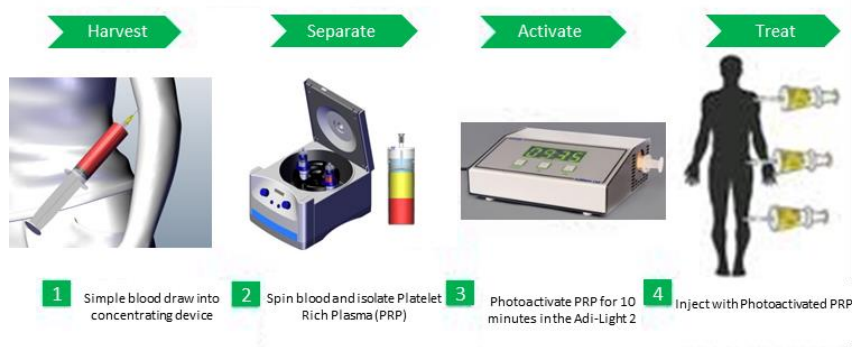 Harvest
Separate
Activate
Treat
09:35
1
Simple blood draw into
concentrating device
2
Spin blood and isolate Platelet
Rich Plasma (PRP)
3
Photoactivate PRP for 10
minutes in the Adi-Light 2
4
Inject with Photoactivated PRP